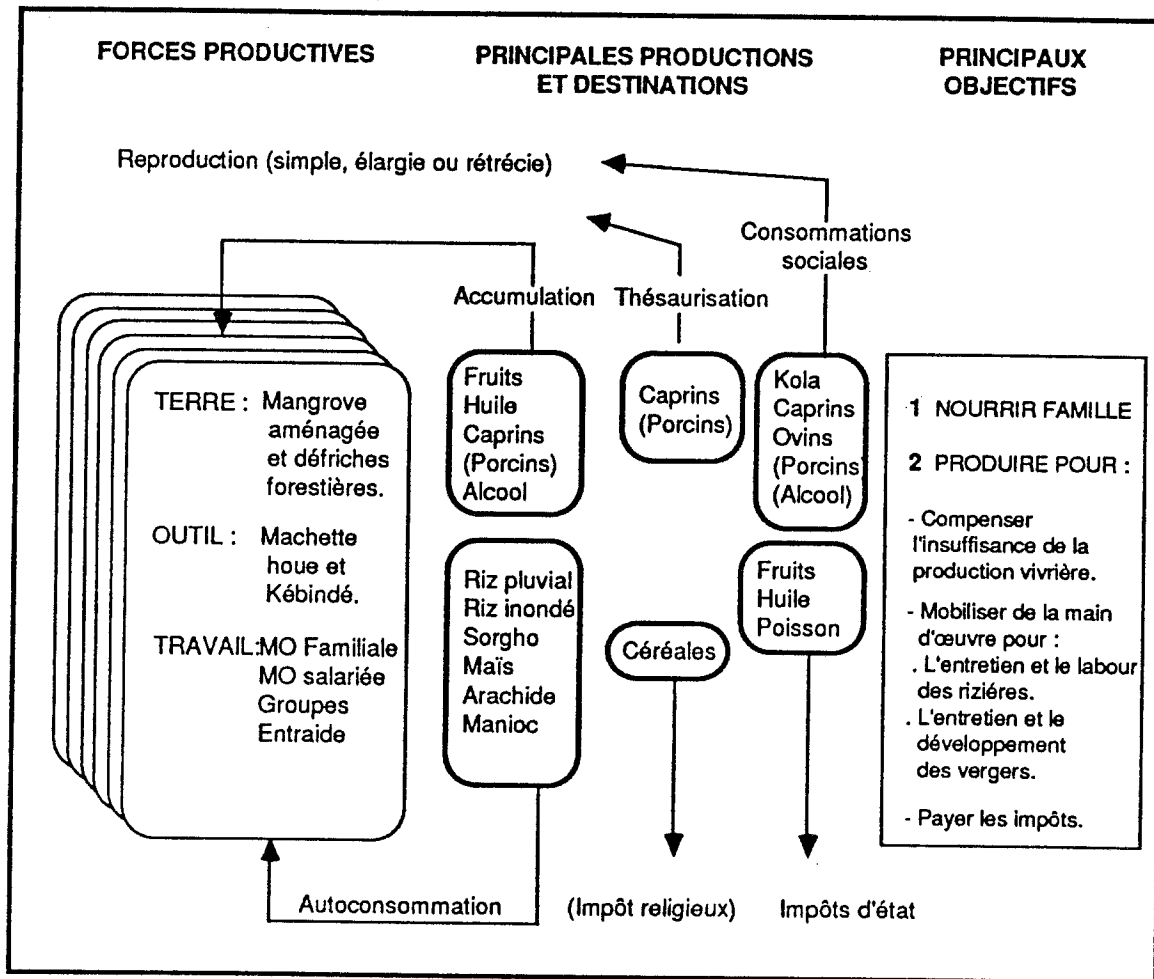 FORCES PRODUCTIVES
PRINCIPALES PRODUCTIONS
ET DESTINATIONS
PRINCIPAUX
OBJECTIFS
Reproduction (simple, élargie ou rétrécie)
Consommations
sociales
Accumulation
Thésaurisation
TERRE : Mangrove
aménagée
et défriches
forestières.
OUTIL : Machette
houe et
Kébindé.
TRAVAIL:MO Familiale
MO salariée
Groupes
Entraide
Fruits
Huile
Caprins
(Porcins)
Alcool
Caprins
(Porcins)
Kola
Caprins
Ovins
(Porcins)
(Alcool)
Riz pluvial
Riz inondé
Sorgho
Maïs
Arachide
Manioc
Céréales
Fruits
Huile
Poisson
1 NOURRIR FAMILLE
2 PRODUIRE POUR :
- Compenser
l'insuffisance de la
production vivrière.
- Mobiliser de la main
d'œuvre pour :
. L'entretien et le labour
des riziéres.
. L'entretien et le
développement
des vergers.
- Payer les impôts.
Autoconsommation
(Impôt religieux)
Impôts d'état